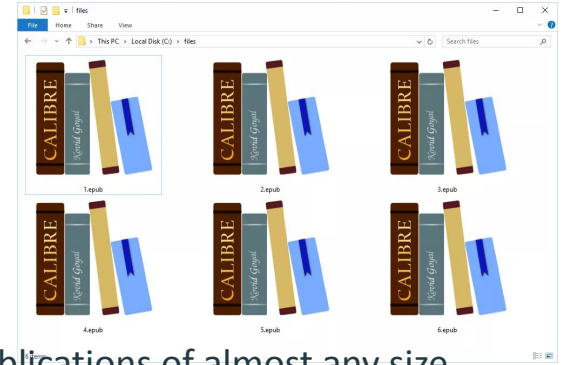 files
File Home Share View
This PC > Local Disk (C:) > files
Search files
CALIBRE Kovid Goyal
CALIBRE Kovid Goyal
CALIBRE Kovid Goyal
1.epub 2.epub 3.epub
CALIBRE Kovid Goyal
CALIBRE Kovid Goyal
CALIBRE Kovid Goyal
4.epub 5.epub 6.epub
6 items
blications of almost any size